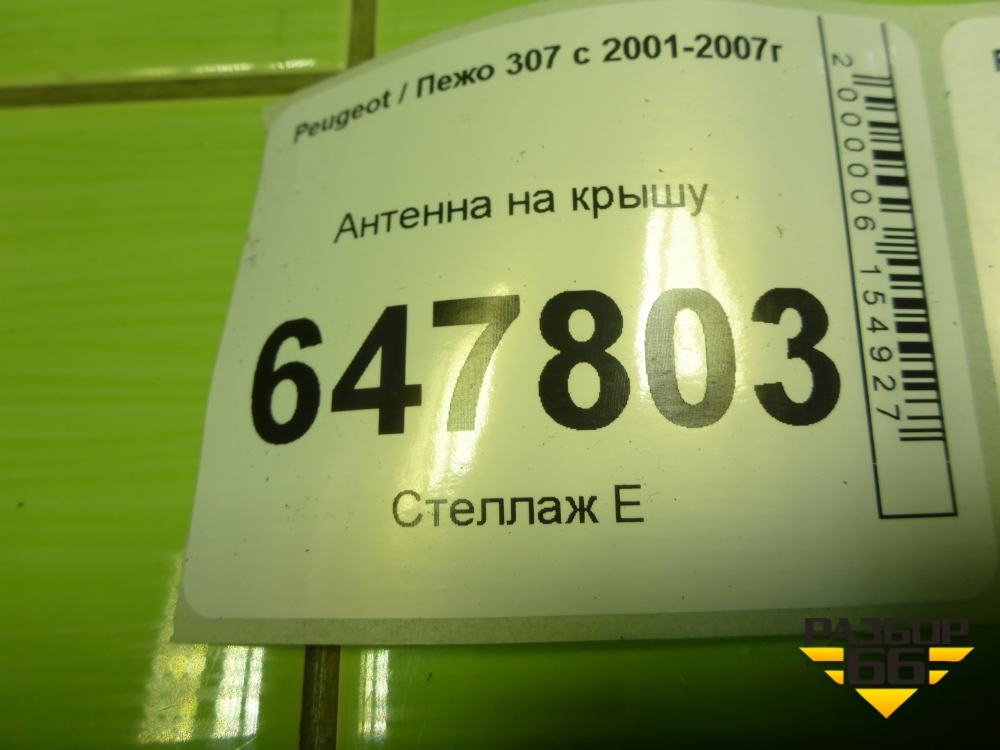 Peugeot / Пежо 307 с 2001-2007г
Антенна на крышу
647803
Стеллаж Е
2000006154927
РАЗБОР
66